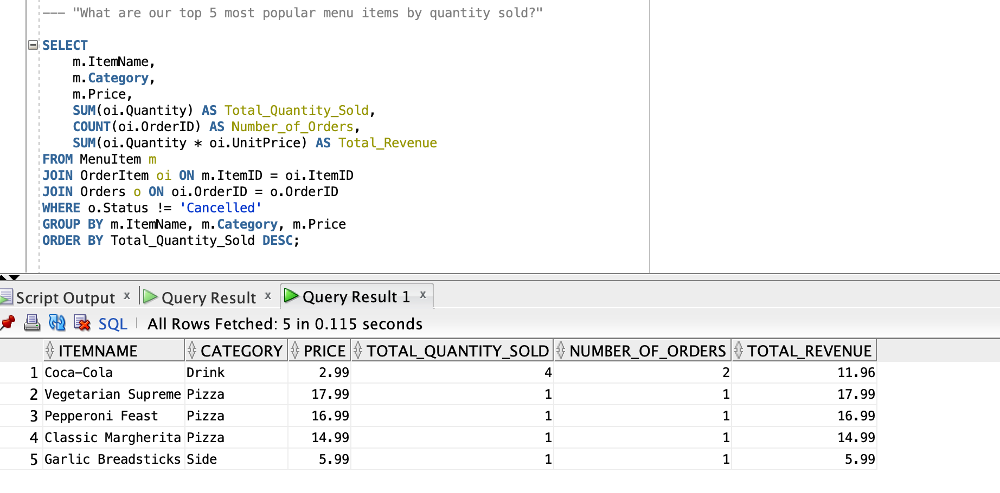 --- "What are our top 5 most popular menu items by quantity sold?"
SELECT
m.ItemName,
m.Category,
m.Price,
SUM(oi.Quantity) AS Total_Quantity_Sold,
COUNT(oi.OrderID) AS Number_of_Orders,
SUM(oi.Quantity * oi.UnitPrice) AS Total_Revenue
FROM MenuItem m
JOIN OrderItem oi ON m.ItemID = oi.ItemID
JOIN Orders o ON oi.OrderID = o.OrderID
WHERE o.Status != 'Cancelled'
GROUP BY m.ItemName, m.Category, m.Price
ORDER BY Total_Quantity_Sold DESC;
Script Output x Query Result x Query Result 1 x
SQL All Rows Fetched: 5 in 0.115 seconds
ITEMNAME CATEGORY PRICE TOTAL_QUANTITY_SOLD NUMBER_OF_ORDERS TOTAL_REVENUE
1 Coca-Cola Drink 2.99 4 2 11.96
2 Vegetarian Supreme Pizza 17.99 1 1 17.99
3 Pepperoni Feast Pizza 16.99 1 1 16.99
4 Classic Margherita Pizza 14.99 1 1 14.99
5 Garlic Breadsticks Side 5.99 1 1 5.99